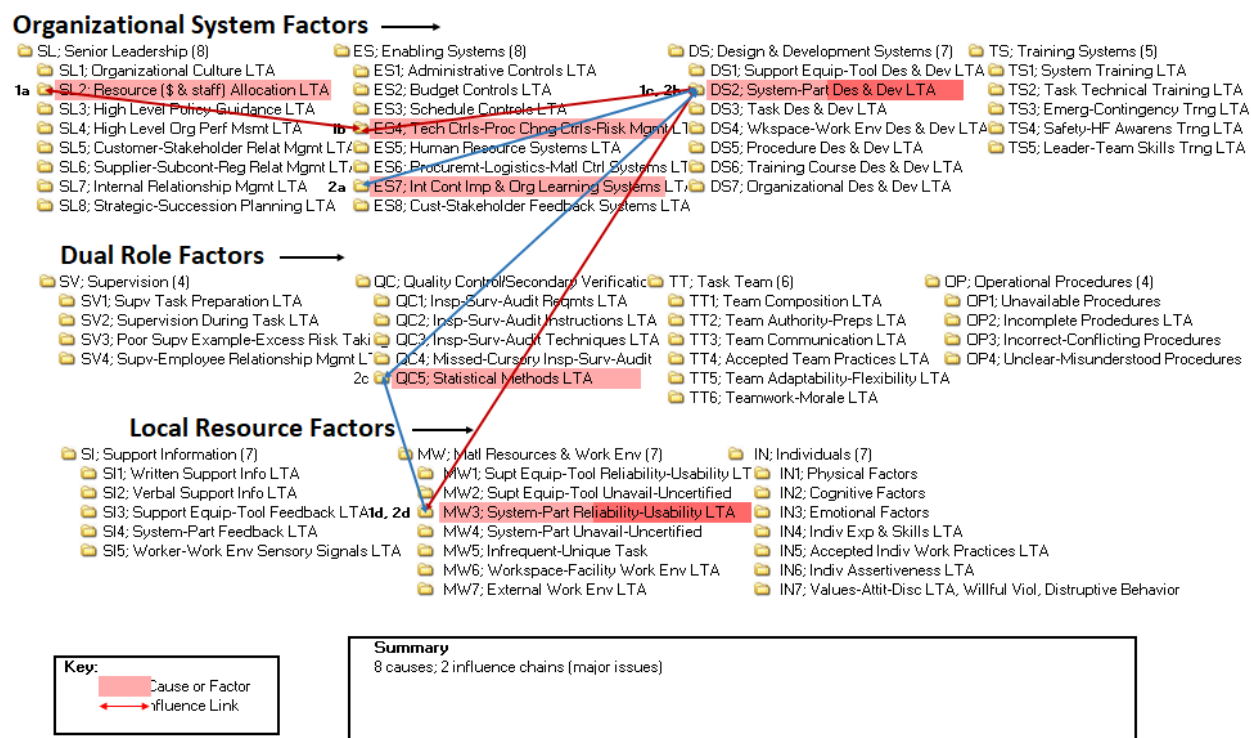 Organizational System Factors
SL; Senior Leadership (8)
SL1; Organizational Culture LTA
1a SL2; Resource ($ & staff) Allocation LTA
SL3; High Level Policy Guidance LTA
SL4; High Level Org Perf Msmt LTA
SL5; Customer-Stakeholder Relat Mgmt LTA
SL6; Supplier-Subcont-Reg Relat Mgmt LTA
SL7; Internal Relationship Mgmt LTA
SL8; Strategic-Succession Planning LTA
ES; Enabling Systems (8)
ES1; Administrative Controls LTA
ES2; Budget Controls LTA
ES3; Schedule Controls LTA
1b ES4; Tech Ctrls-Proc Chng Ctrls-Risk Mgmt LT
ES5; Human Resource Systems LTA
ES6; Procuremt-Logistics-Matl Ctrl Systems LT
2a ES7; Int Cont Imp & Org Learning Systems LTA
ES8; Cust-Stakeholder Feedback Systems LTA
DS; Design & Development Systems (7)
DS1; Support Equip-Tool Des & Dev LTA
1c, 2b DS2; System-Part Des & Dev LTA
DS3; Task Des & Dev LTA
DS4; Wkspace-Work Env Des & Dev LTA
DS5; Procedure Des & Dev LTA
DS6; Training Course Des & Dev LTA
DS7; Organizational Des & Dev LTA
TS; Training Systems (5)
TS1; System Training LTA
TS2; Task Technical Training LTA
TS3; Emerg-Contingency Trng LTA
TS4; Safety-HF Awarens Trng LTA
TS5; Leader-Team Skills Trng LTA
Dual Role Factors
SV; Supervision (4)
SV1; Supv Task Preparation LTA
SV2; Supervision During Task LTA
SV3; Poor Supv Example-Excess Risk Taki
SV4; Supv-Employee Relationship Mgmt LT
QC; Quality Control/Secondary Verificatio
QC1; Insp-Surv-Audit Reqmts LTA
QC2; Insp-Surv-Audit Instructions LTA
QC3; Insp-Surv-Audit Techniques LTA
QC4; Missed-Cursory Insp-Surv-Audit
2c QC5; Statistical Methods LTA
TT; Task Team (6)
TT1; Team Composition LTA
TT2; Team Authority-Preps LTA
TT3; Team Communication LTA
TT4; Accepted Team Practices LTA
TT5; Team Adaptability-Flexibility LTA
TT6; Teamwork-Morale LTA
OP; Operational Procedures (4)
OP1; Unavailable Procedures
OP2; Incomplete Prodedures LTA
OP3; Incorrect-Conflicting Procedures
OP4; Unclear-Misunderstood Procedures
Local Resource Factors
SI; Support Information (7)
SI1; Written Support Info LTA
SI2; Verbal Support Info LTA
SI3; Support Equip-Tool Feedback LTA
SI4; System-Part Feedback LTA
SI5; Worker-Work Env Sensory Signals LTA
MW; Matl Resources & Work Env (7)
MW1; Supt Equip-Tool Reliability-Usability LT
MW2; Supt Equip-Tool Unavail-Uncertified
1d, 2d MW3; System-Part Reliability-Usability LTA
MW4; System-Part Unavail-Uncertified
MW5; Infrequent-Unique Task
MW6; Workspace-Facility Work Env LTA
MW7; External Work Env LTA
IN; Individuals (7)
IN1; Physical Factors
IN2; Cognitive Factors
IN3; Emotional Factors
IN4; Indiv Exp & Skills LTA
IN5; Accepted Indiv Work Practices LTA
IN6; Indiv Assertiveness LTA
IN7; Values-Attit-Disc LTA, Willful Viol, Distruptive Behavior
Key:
Cause or Factor
nfluence Link
Summary
8 causes; 2 influence chains (major issues)